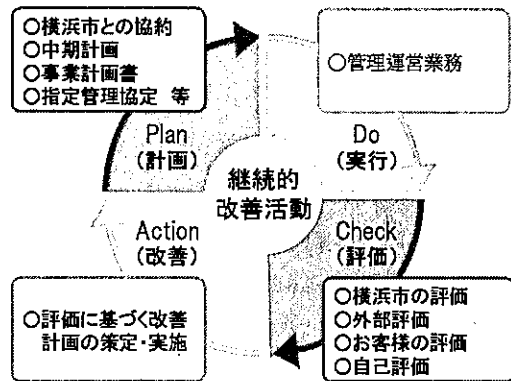 ○横浜市との協約
○中期計画
○事業計画書
○指定管理協定 等
○管理運営業務
Plan
(計画)
Do
(実行)
継続的
改善活動
Action
(改善)
Check
(評価)
○評価に基づく改善
計画の策定・実施
○横浜市の評価
○外部評価
○お客様の評価
○自己評価